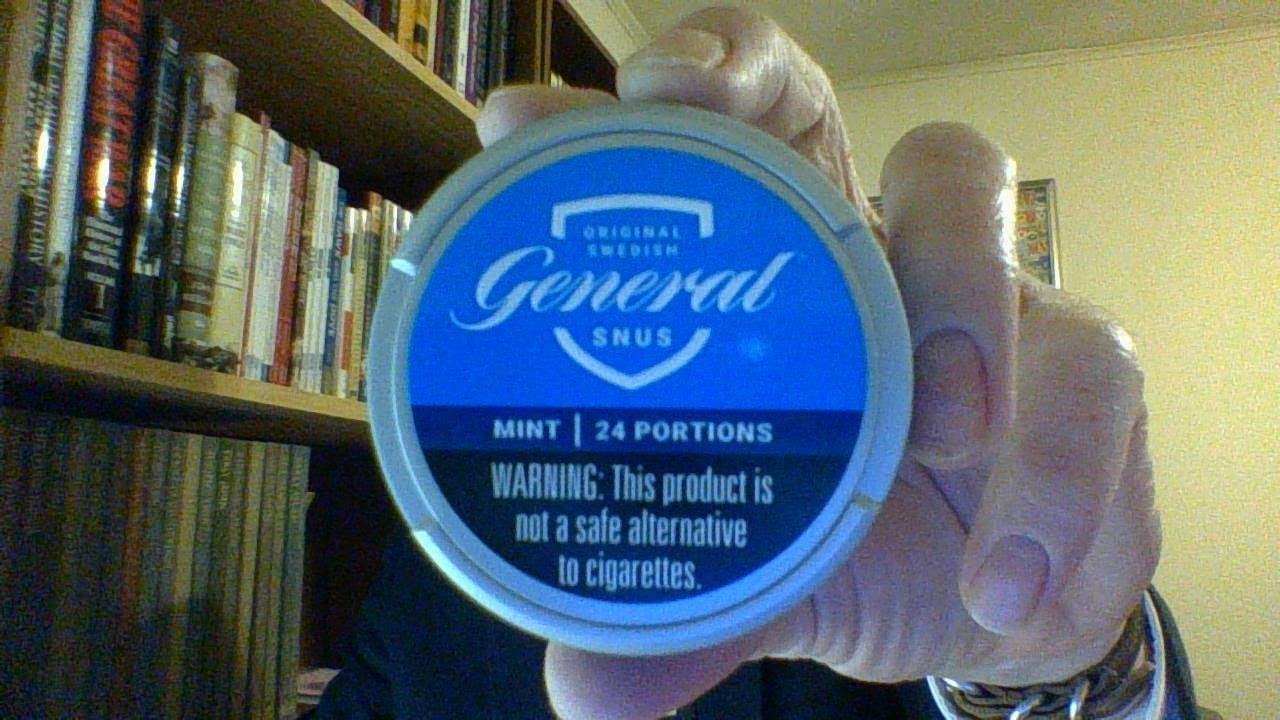 ORIGINAL
SWEDISH
General
SNUS
MINT | 24 PORTIONS
WARNING: This product is
not a safe alternative
to cigarettes.